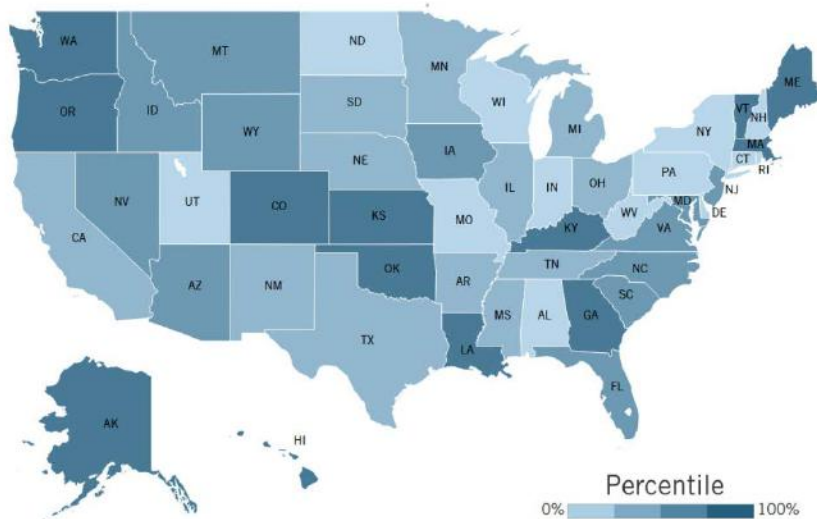 WA
MT
ND
MN
ME
OR
ID
SD
WI
VT
NH
WY
MI
NY
MA
CT
RI
IA
NE
PA
NJ
NV
UT
CO
IL
IN
OH
MD
DE
CA
KS
MO
WV
VA
KY
AZ
NM
OK
AR
TN
NC
SC
MS
AL
GA
TX
LA
FL
AK
HI
Percentile
0% 100%